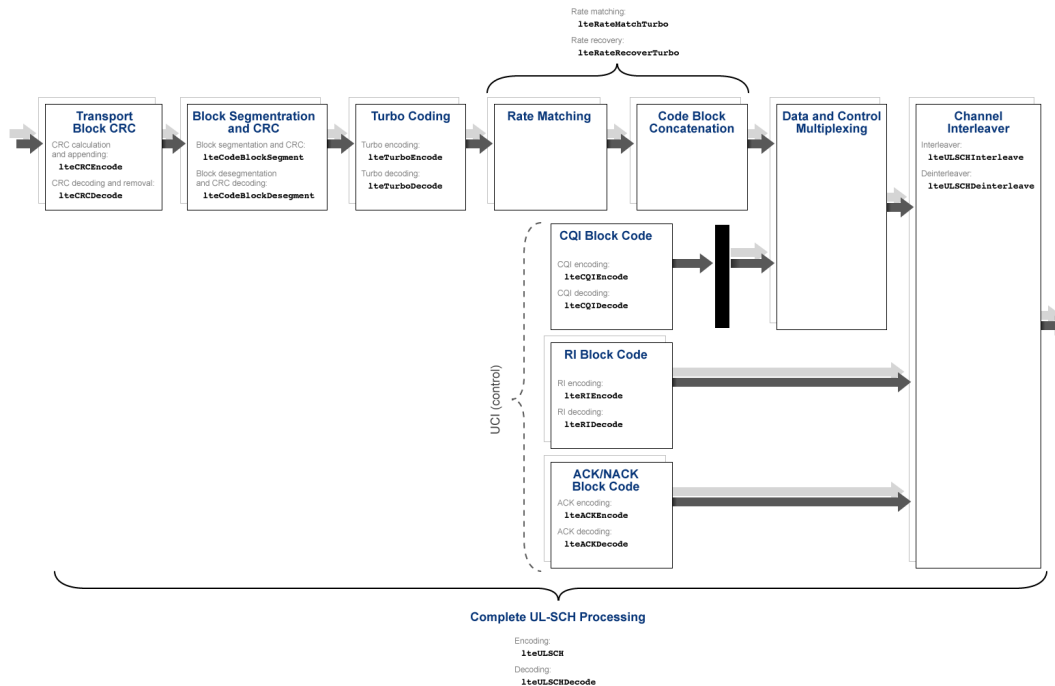 Rate matching:
lteRateMatchTurbo
Rate recovery:
lteRateRecoverTurbo
Transport
Block CRC
CRC calculation
and appending:
lteCRCEncode
CRC decoding and removal:
lteCRCDecode
Block Segmentration
and CRC
Block segmentation and CRC:
lteCodeBlockSegment
Block desegmentation
and CRC decoding:
lteCodeBlockDesegment
Turbo Coding
Turbo encoding:
lteTurboEncode
Turbo decoding:
lteTurboDecode
Rate Matching
Code Block
Concatenation
Data and Control
Multiplexing
Channel
Interleaver
Interleaver:
lteULSCHInterleave
Deinterleaver:
lteULSCHDeinterleave
UCI (control)
CQI Block Code
CQI encoding:
lteCQIEncode
CQI decoding:
lteCQIDecode
RI Block Code
RI encoding:
lteRIEncode
RI decoding:
lteRIDecode
ACK/NACK
Block Code
ACK encoding:
lteACKEncode
ACK decoding:
lteACKDecode
Complete UL-SCH Processing
Encoding:
lteULSCH
Decoding:
lteULSCHDecode